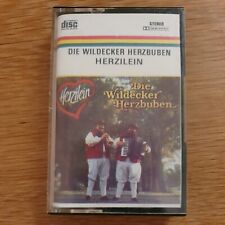 DISC
STEREO
DIE WILDECKER HERZBUBEN
HERZILEIN
Herzilein
Die
Wildecker
Herzbuben